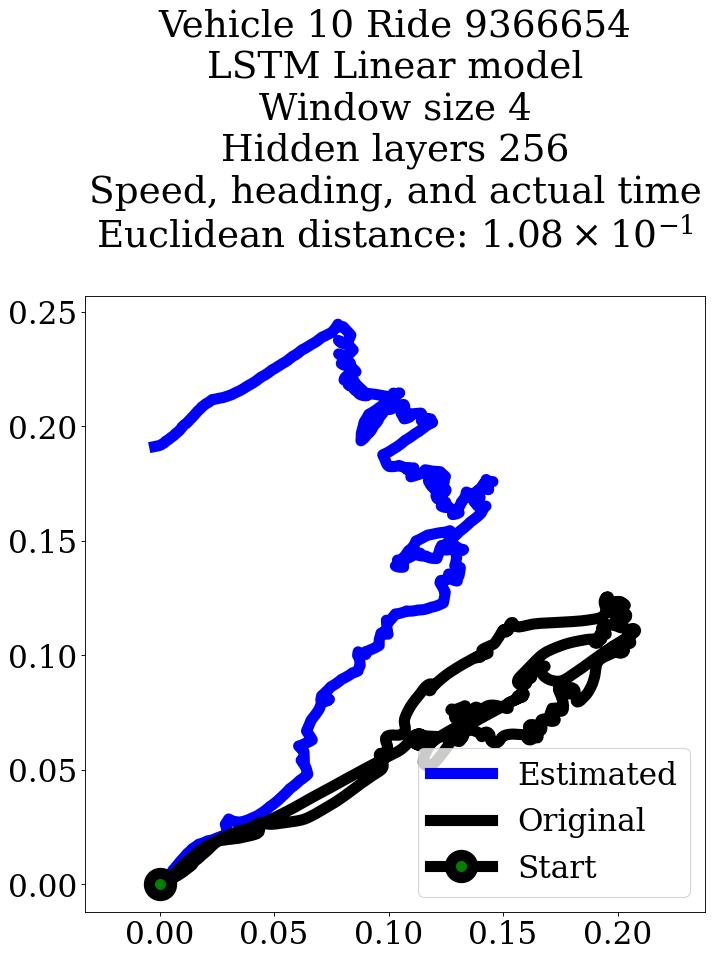 Vehicle 10 Ride 9366654
LSTM Linear model
Window size 4
Hidden layers 256
Speed, heading, and actual time
Euclidean distance: 1.08 × 10⁻¹
0.25
0.20
0.15
0.10
0.05
0.00
Estimated
Original
Start
0.00 0.05 0.10 0.15 0.20